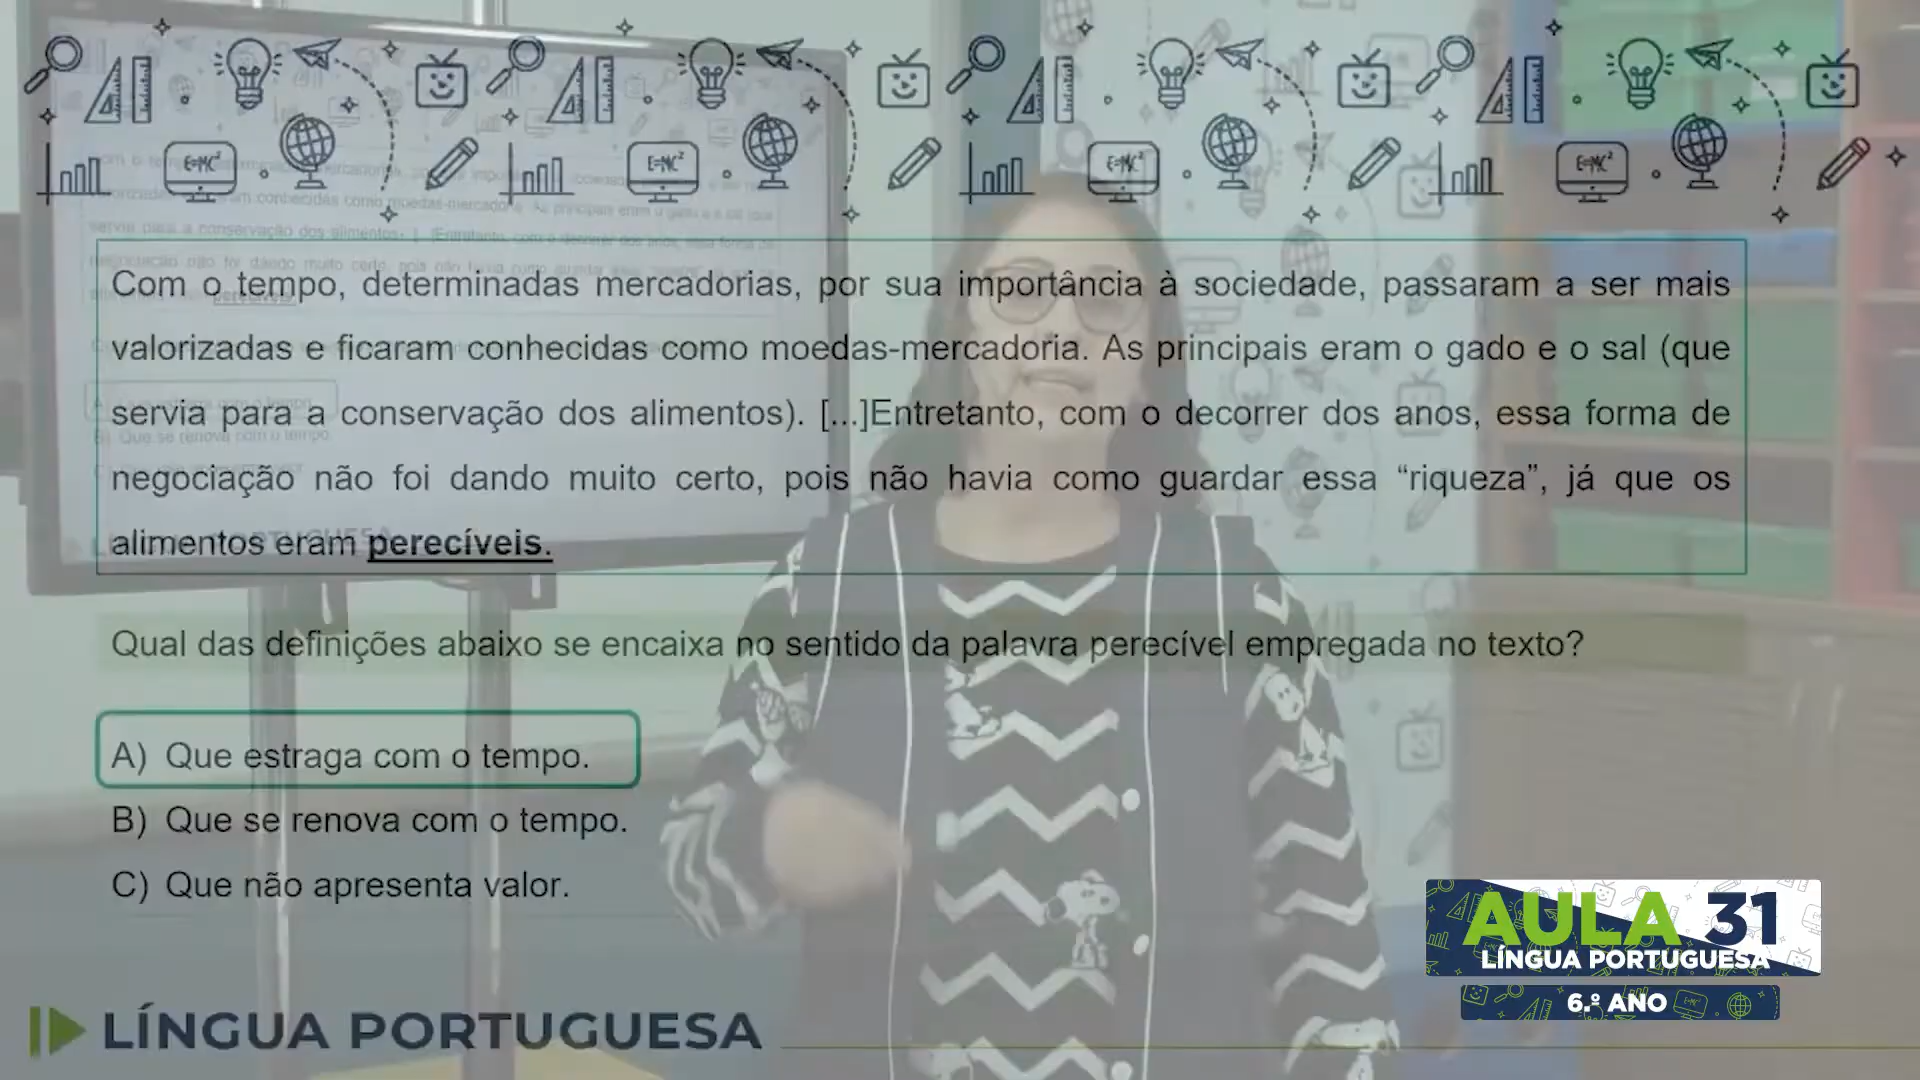 E=MC²
E=MC²
E=MC²
E=MC²
Com o tempo, determinadas mercadorias, por sua importância à sociedade, passaram a ser mais
valorizadas e ficaram conhecidas como moedas-mercadoria. As principais eram o gado e o sal (que
servia para a conservação dos alimentos). [...]Entretanto, com o decorrer dos anos, essa forma de
negociação não foi dando muito certo, pois não havia como guardar essa “riqueza”, já que os
alimentos eram perecíveis.
Qual das definições abaixo se encaixa no sentido da palavra perecível empregada no texto?
A) Que estraga com o tempo.
B) Que se renova com o tempo.
C) Que não apresenta valor.
AULA 31
LÍNGUA PORTUGUESA
6.º ANO
LÍNGUA PORTUGUESA